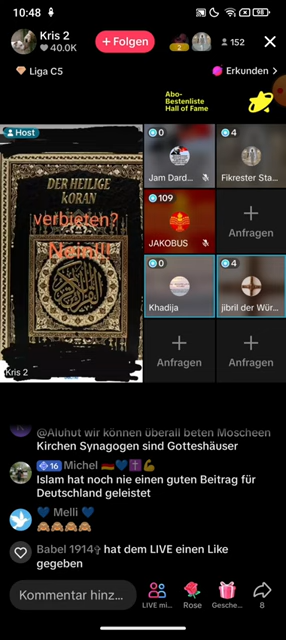 10:48
98
Kris 2
40.0K
+ Folgen
2
152
Liga C5
Erkunden >
Abo-
Bestenliste
Hall of Fame
Host
DER HEILIGE
KORAN
verbieten?
Nein!!
Kris 2
0
Jam Dard...
4
Fikrester Sta...
109
JAKOBUS
Anfragen
0
Khadija
4
jibril der Wür...
Anfragen
Anfragen
@Aluhut wir können überall beten Moscheen
Kirchen Synagogen sind Gotteshäuser
16 Michel 🇩🇪💙✝️💪
Islam hat noch nie einen guten Beitrag für
Deutschland geleistet
💙 Melli 💙
🙈🙈🙈🙈
Babel 1914✞ hat dem LIVE einen Like
gegeben
Kommentar hinz...
LIVE mi...
Rose
Gesche...
8